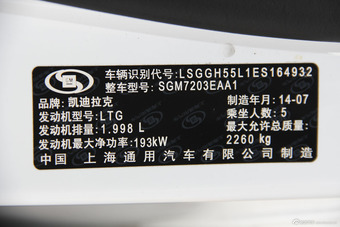 车辆识别代号:LSGGH55L1ES164932
整车型号:SGM7203EAA1
品牌:凯迪拉克
制造年月:14-07
发动机型号:LTG
乘坐人数:5
发动机排量:1.998 L
最大允许总质量:
发动机最大净功率:193kW
2260 kg
中国 上海通用汽车有限公司制造